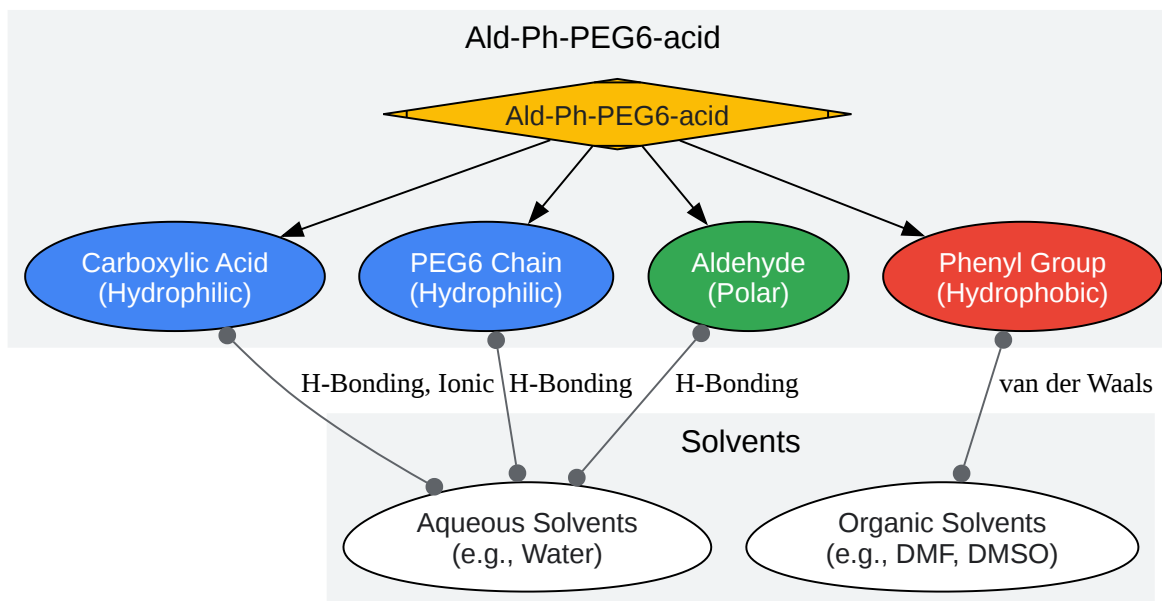 Ald-Ph-PEG6-acid
Ald-Ph-PEG6-acid
Carboxylic Acid
(Hydrophilic)
PEG6 Chain
(Hydrophilic)
Aldehyde
(Polar)
Phenyl Group
(Hydrophobic)
H-Bonding, Ionic
H-Bonding
H-Bonding
van der Waals
Solvents
Aqueous Solvents
(e.g., Water)
Organic Solvents
(e.g., DMF, DMSO)